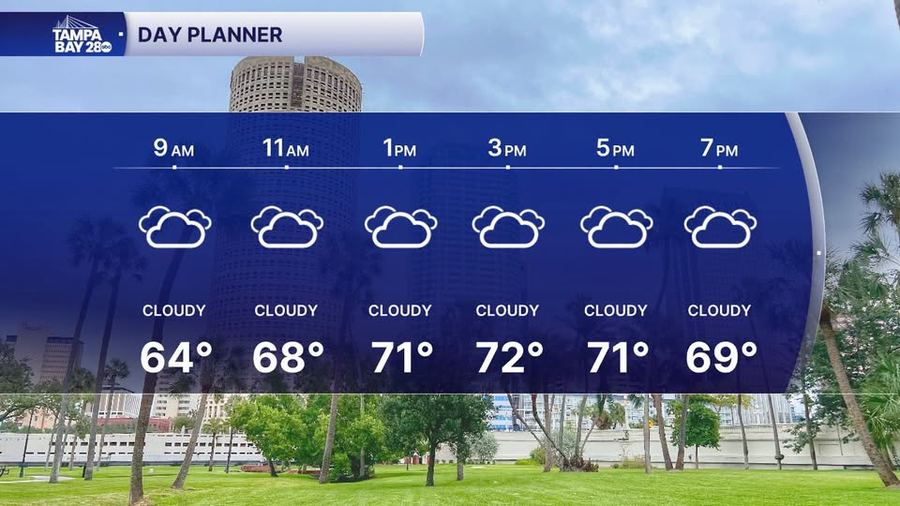 TAMPA
BAY 28 abc
DAY PLANNER
9 AM 11 AM 1 PM 3 PM 5 PM 7 PM
CLOUDY CLOUDY CLOUDY CLOUDY CLOUDY CLOUDY
64° 68° 71° 72° 71° 69°